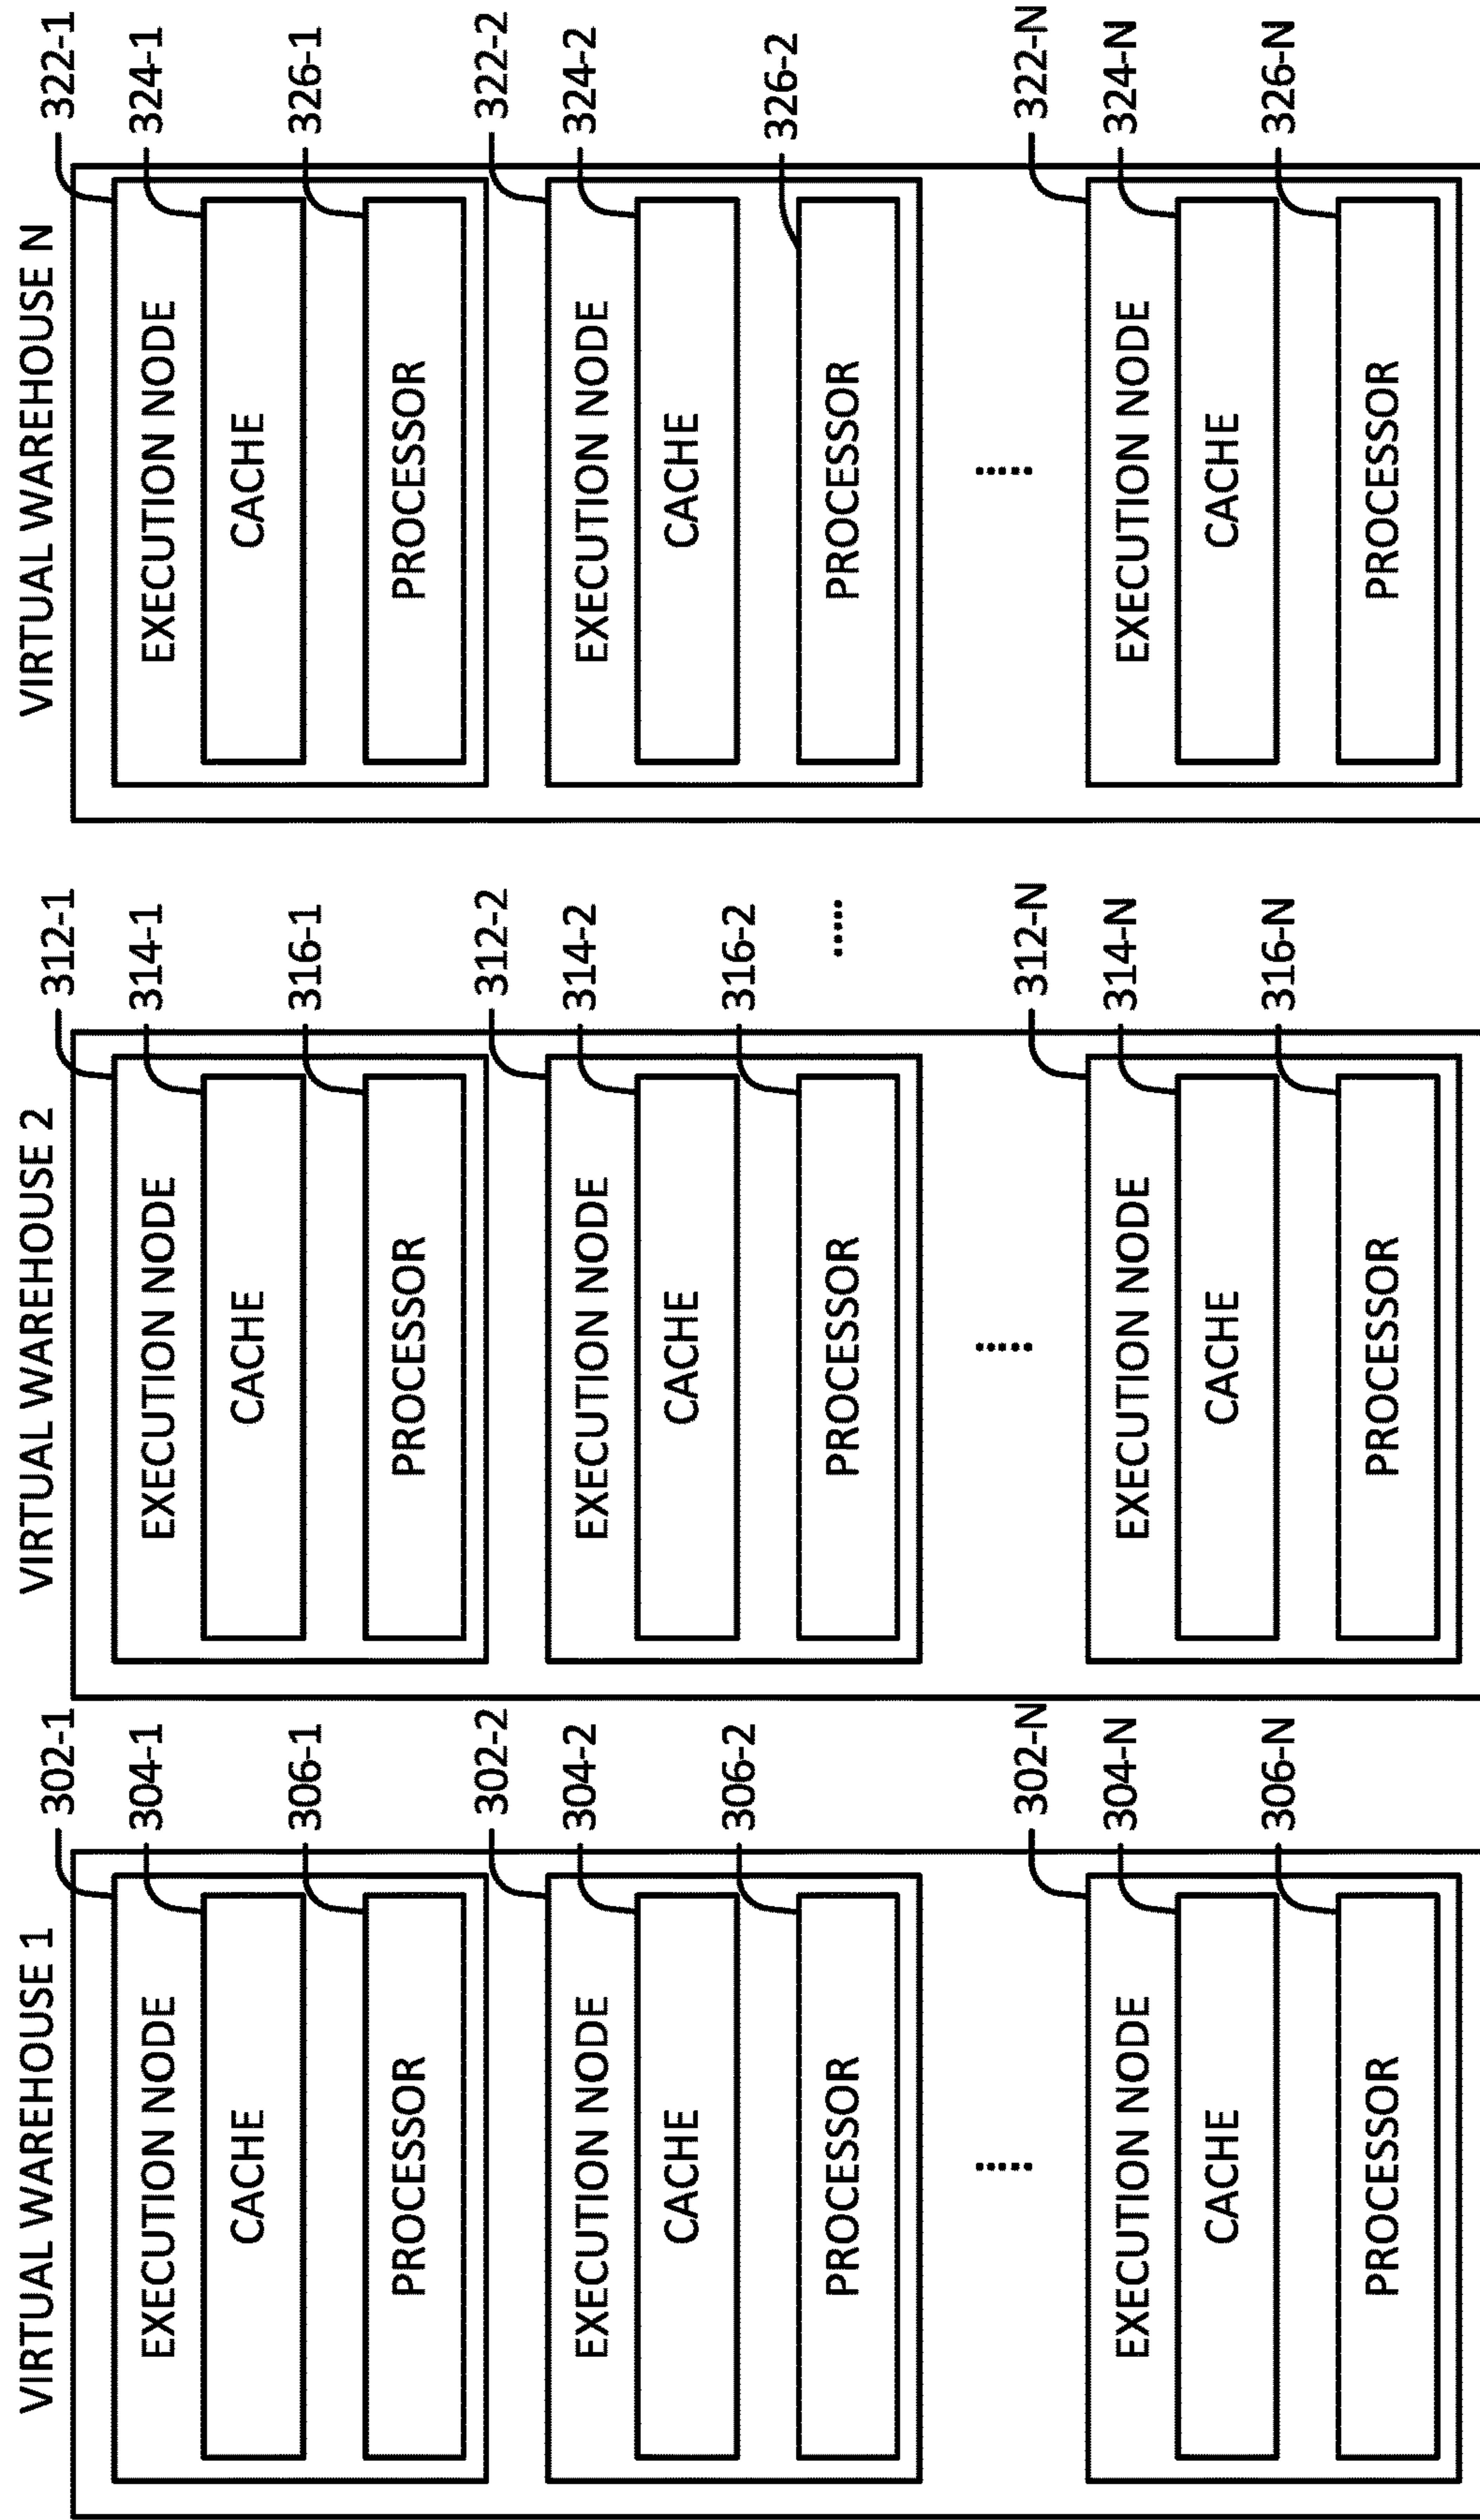 VIRTUAL WAREHOUSE 1
302-1
EXECUTION NODE
304-1
CACHE
306-1
PROCESSOR
302-2
EXECUTION NODE
304-2
CACHE
306-2
PROCESSOR
.....
302-N
EXECUTION NODE
304-N
CACHE
306-N
PROCESSOR
VIRTUAL WAREHOUSE 2
312-1
EXECUTION NODE
314-1
CACHE
316-1
PROCESSOR
312-2
EXECUTION NODE
314-2
CACHE
316-2
PROCESSOR
.....
312-N
EXECUTION NODE
314-N
CACHE
316-N
PROCESSOR
.....
VIRTUAL WAREHOUSE N
322-1
EXECUTION NODE
324-1
CACHE
326-1
PROCESSOR
322-2
EXECUTION NODE
324-2
CACHE
326-2
PROCESSOR
.....
322-N
EXECUTION NODE
324-N
CACHE
326-N
PROCESSOR